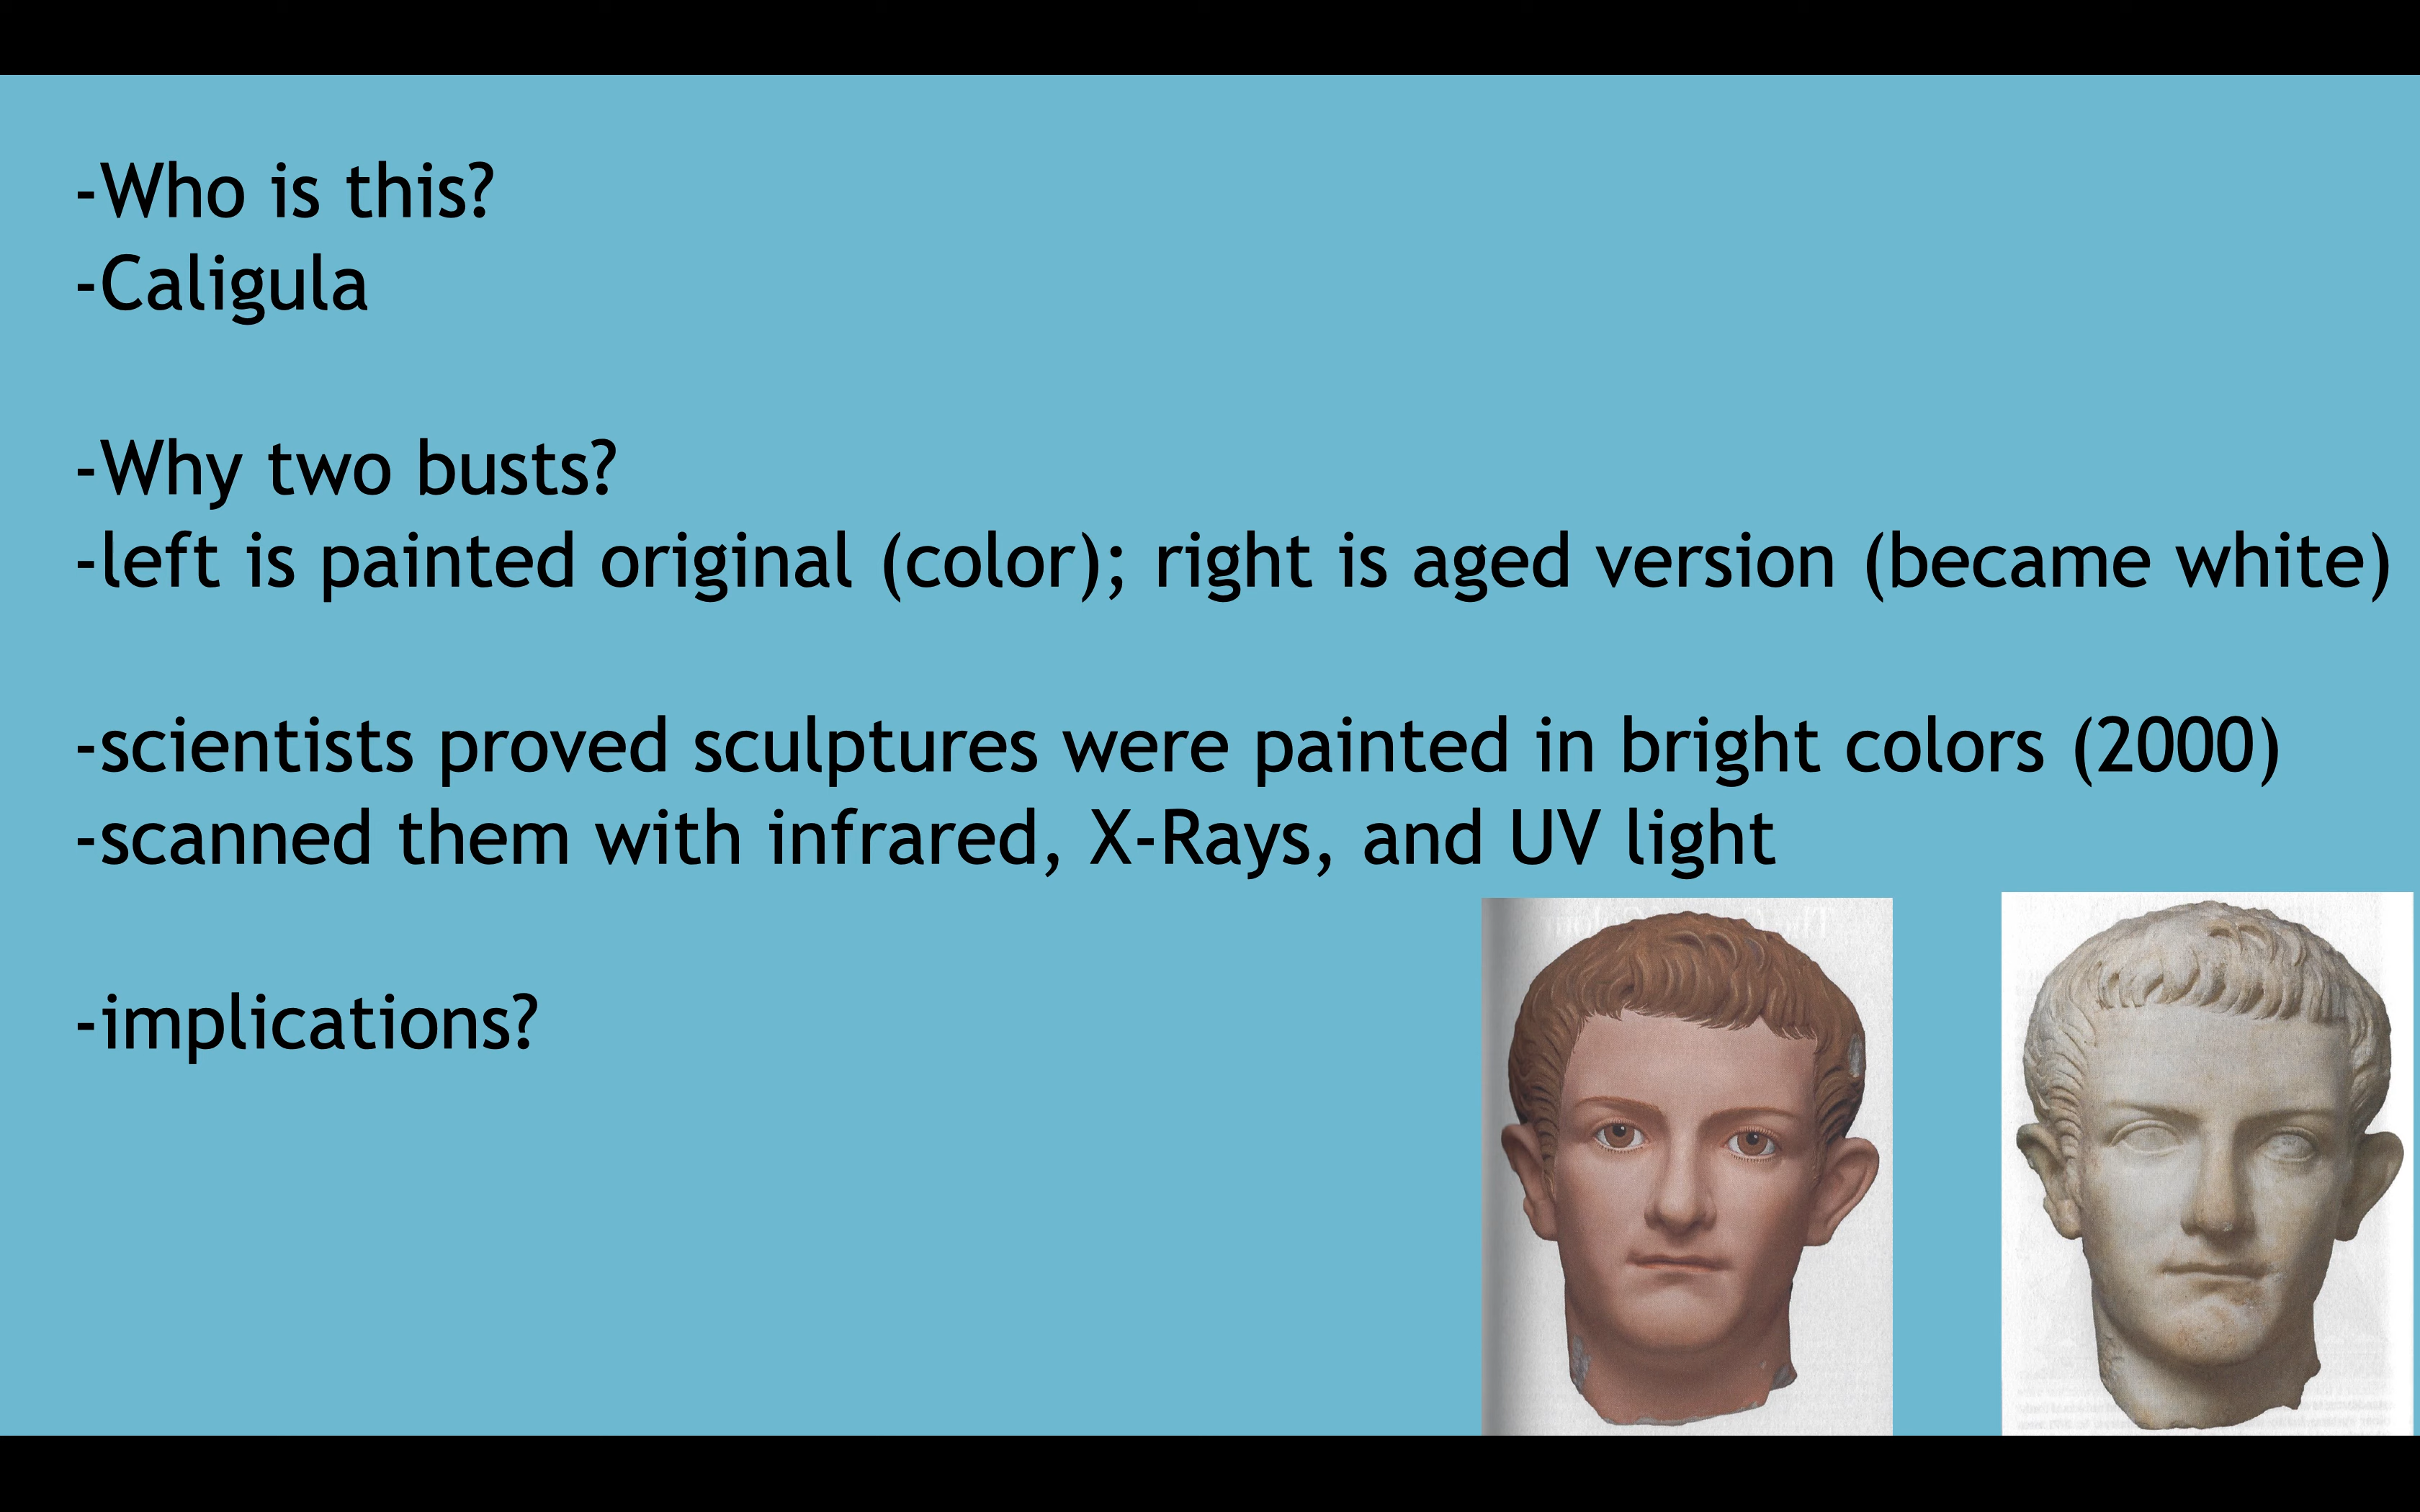 -Who is this?
-Caligula
-Why two busts?
-left is painted original (color); right is aged version (became white)
-scientists proved sculptures were painted in bright colors (2000)
-scanned them with infrared, X-Rays, and UV light
-implications?